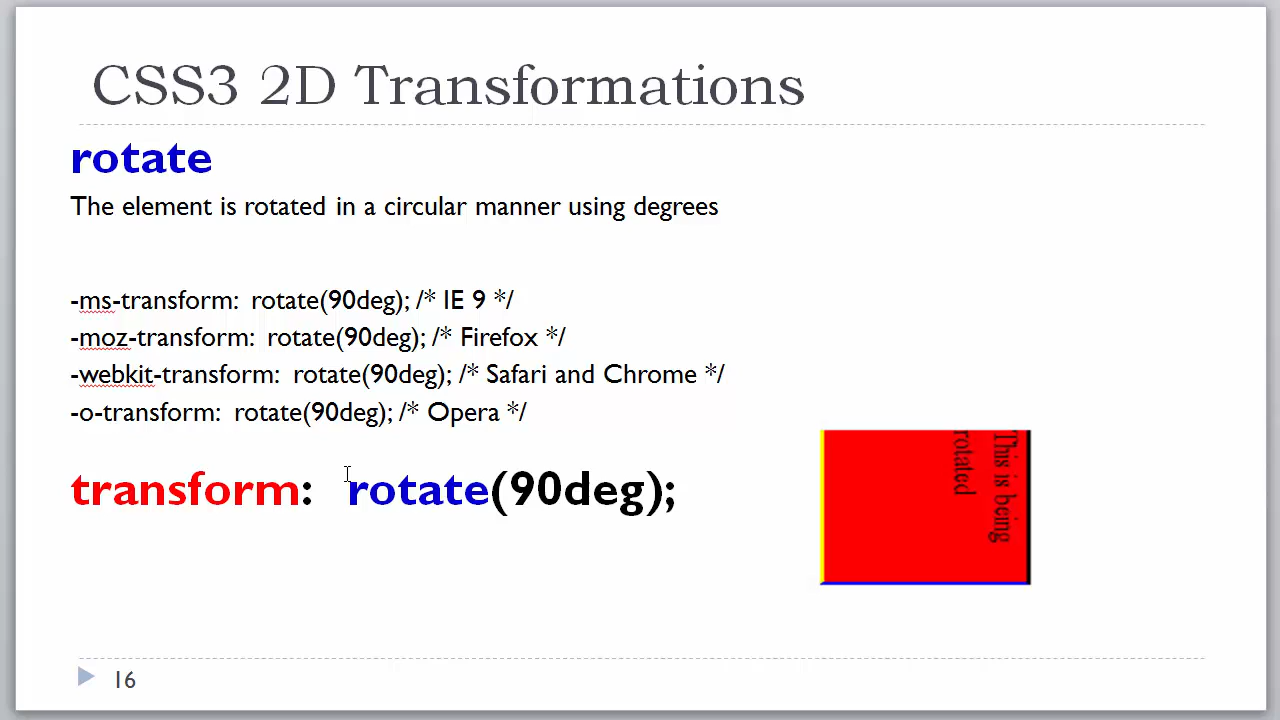 CSS3 2D Transformations
rotate
The element is rotated in a circular manner using degrees
-ms-transform: rotate(90deg); /* IE 9 */
-moz-transform: rotate(90deg); /* Firefox */
-webkit-transform: rotate(90deg); /* Safari and Chrome */
-o-transform: rotate(90deg); /* Opera */
transform: rotate(90deg);
This is being
rotated
16